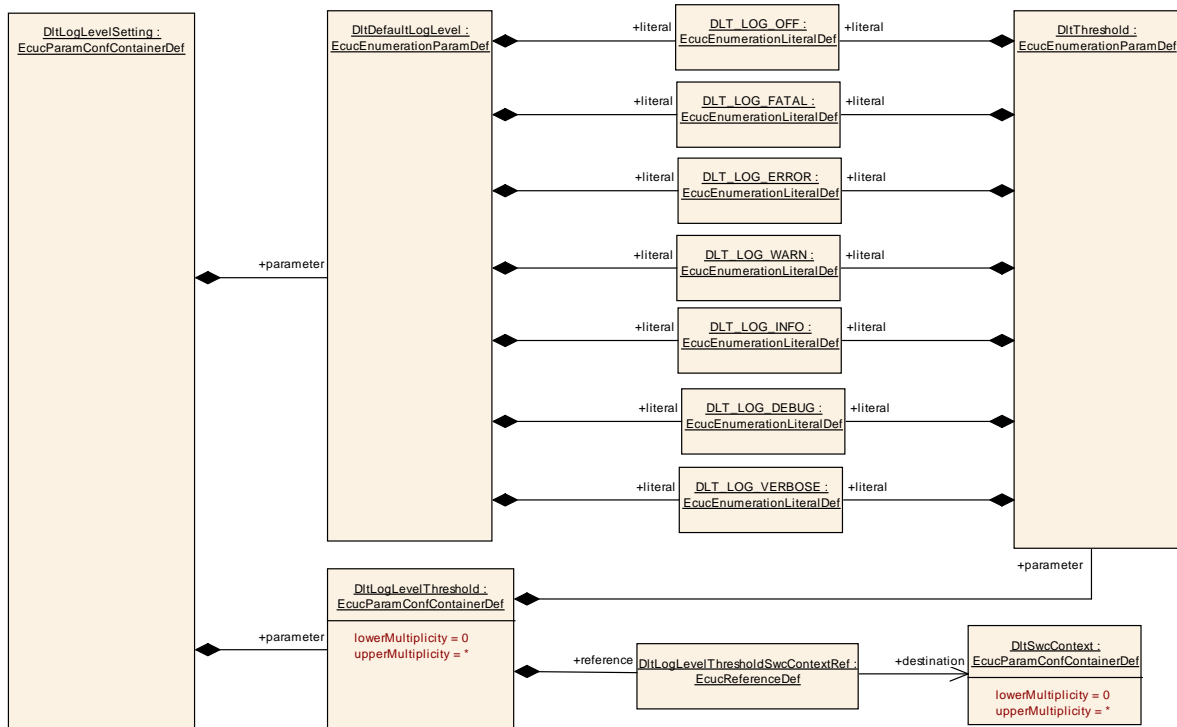 DltLogLevelSetting :
EcucParamConfContainerDef
DltDefaultLogLevel :
EcucEnumerationParamDef
+literal
DLT_LOG_OFF :
EcucEnumerationLiteralDef
+literal
DltThreshold :
EcucEnumerationParamDef
+literal
DLT_LOG_FATAL :
EcucEnumerationLiteralDef
+literal
+literal
DLT_LOG_ERROR :
EcucEnumerationLiteralDef
+literal
+parameter
+literal
DLT_LOG_WARN :
EcucEnumerationLiteralDef
+literal
+literal
DLT_LOG_INFO :
EcucEnumerationLiteralDef
+literal
+literal
DLT_LOG_DEBUG :
EcucEnumerationLiteralDef
+literal
+literal
DLT_LOG_VERBOSE :
EcucEnumerationLiteralDef
+literal
+parameter
DltLogLevelThreshold :
EcucParamConfContainerDef
lowerMultiplicity = 0
upperMultiplicity = *
+parameter
+reference
DltLogLevelThresholdSwcContextRef :
EcucReferenceDef
+destination
DltSwcContext :
EcucParamConfContainerDef
lowerMultiplicity = 0
upperMultiplicity = *